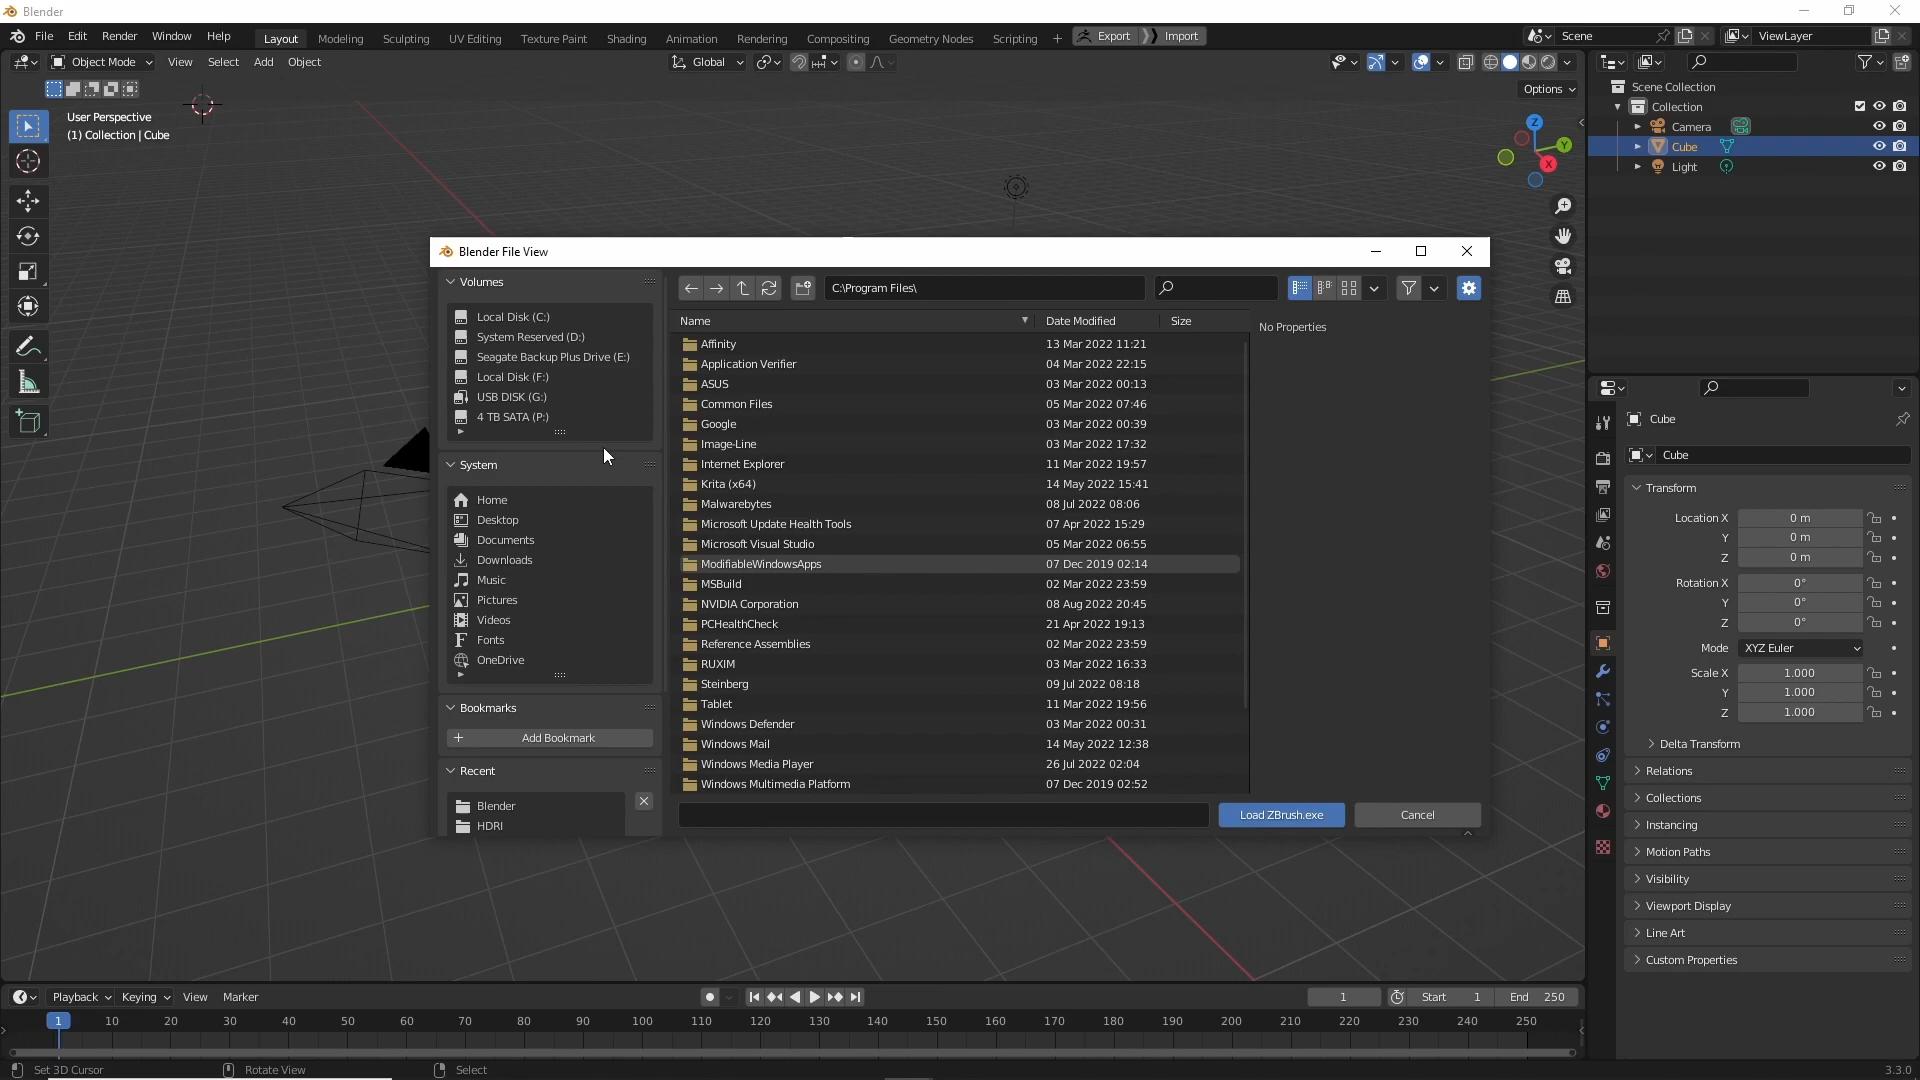 Blender
File Edit Render Window Help Layout Modeling Sculpting UV Editing Texture Paint Shading Animation Rendering Compositing Geometry Nodes Scripting + Export Import Scene ViewLayer
Object Mode View Select Add Object Global
Options
User Perspective
(1) Collection | Cube
Z
Y
X
Scene Collection
Collection
Camera
Cube
Light
Blender File View
Volumes
Local Disk (C:)
System Reserved (D:)
Seagate Backup Plus Drive (E:)
Local Disk (F:)
USB DISK (G:)
4 TB SATA (P:)
System
Home
Desktop
Documents
Downloads
Music
Pictures
Videos
Fonts
OneDrive
Bookmarks
Add Bookmark
Recent
Blender
HDRI
C:\Program Files\
Name Date Modified Size
Affinity 13 Mar 2022 11:21
Application Verifier 04 Mar 2022 22:15
ASUS 03 Mar 2022 00:13
Common Files 05 Mar 2022 07:46
Google 03 Mar 2022 00:39
Image-Line 03 Mar 2022 17:32
Internet Explorer 11 Mar 2022 19:57
Krita (x64) 14 May 2022 15:41
Malwarebytes 08 Jul 2022 08:06
Microsoft Update Health Tools 07 Apr 2022 15:29
Microsoft Visual Studio 05 Mar 2022 06:55
ModifiableWindowsApps 07 Dec 2019 02:14
MSBuild 02 Mar 2022 23:59
NVIDIA Corporation 08 Aug 2022 20:45
PCHealthCheck 21 Apr 2022 19:13
Reference Assemblies 02 Mar 2022 23:59
RUXIM 03 Mar 2022 16:33
Steinberg 09 Jul 2022 08:18
Tablet 11 Mar 2022 19:56
Windows Defender 03 Mar 2022 00:31
Windows Mail 14 May 2022 12:38
Windows Media Player 26 Jul 2022 02:04
Windows Multimedia Platform 07 Dec 2019 02:52
No Properties
Load ZBrush.exe Cancel
Cube
Cube
Transform
Location X 0 m
Y 0 m
Z 0 m
Rotation X 0°
Y 0°
Z 0°
Mode XYZ Euler
Scale X 1.000
Y 1.000
Z 1.000
Delta Transform
Relations
Collections
Instancing
Motion Paths
Visibility
Viewport Display
Line Art
Custom Properties
Playback Keying View Marker 1 Start 1 End 250
1 10 20 30 40 50 60 70 80 90 100 110 120 130 140 150 160 170 180 190 200 210 220 230 240 250
Set 3D Cursor Rotate View Select 3.3.0